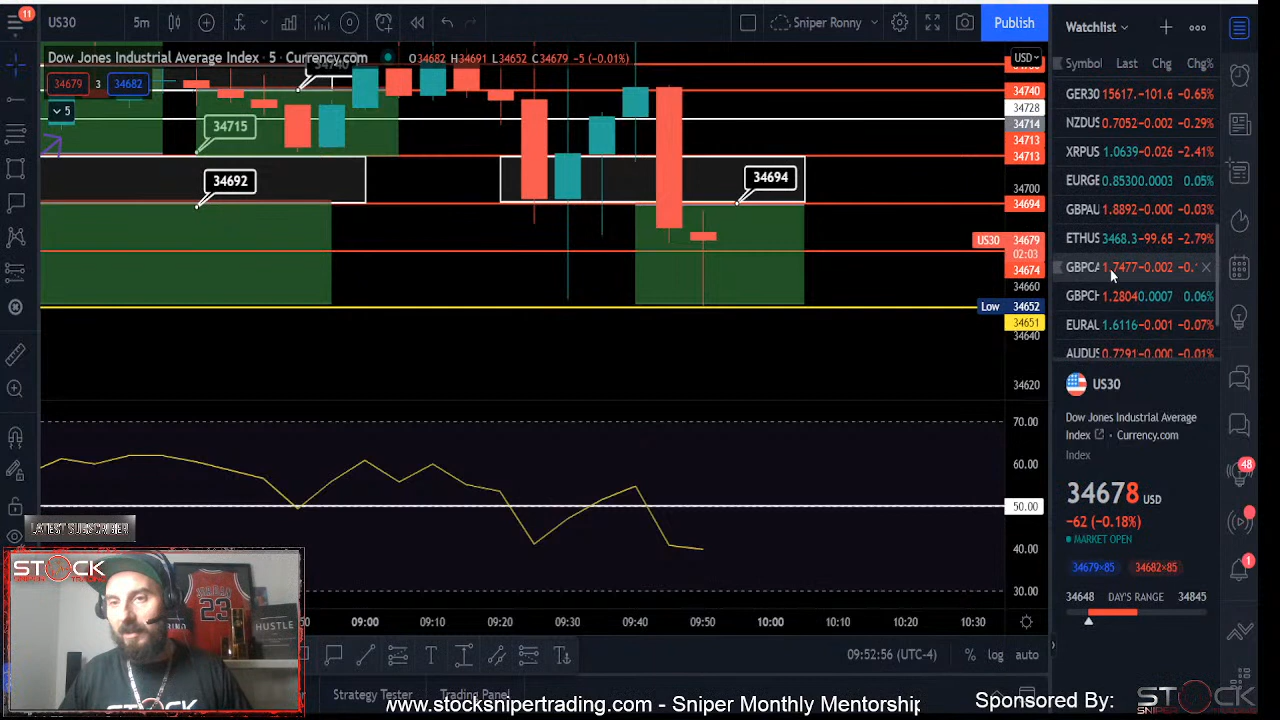 11
US30
5m
Sniper Ronny
Publish
Watchlist
Dow Jones Industrial Average Index · 5 · Currency.com
O34682 H34691 L34652 C34679 −5 (−0.01%)
USD
Symbol Last Chg Chg%
34679 3 34682
5
34740
34728
34714
34713
34713
34700
34694
US30 34679
02:03
34674
34660
Low 34652
34651
34640
34620
34715
34692
34694
GER30 15617. −101.6 −0.65%
NZDUS 0.7052 −0.002 −0.29%
XRPUS 1.0639 −0.026 −2.41%
EURGE 0.8530 0.0003 0.05%
GBPAU 1.8892 −0.000 −0.03%
ETHUS 3468.3 −99.65 −2.79%
GBPCA 1.7477 −0.002
GBPCH 1.2804 0.0007 0.06%
EURAL 1.6116 −0.001 −0.07%
AUDUS 0.7291 −0.000 −0.01%
US30
Dow Jones Industrial Average
Index Currency.com
Index
34678 USD
−62 (−0.18%)
MARKET OPEN
34679×85 34682×85
34648 DAY'S RANGE 34845
48
1
70.00
60.00
50.00
40.00
30.00
09:00 09:10 09:20 09:30 09:40 09:50 10:00 10:10 10:20 10:30
09:52:56 (UTC-4) % log auto
Strategy Tester Trading Panel
LATEST SUBSCRIBER
STOCK
23
HUSTLE
STOCK
www.stocksnipertrading.com - Sniper Monthly Mentorship
Sponsored By:
STOCK